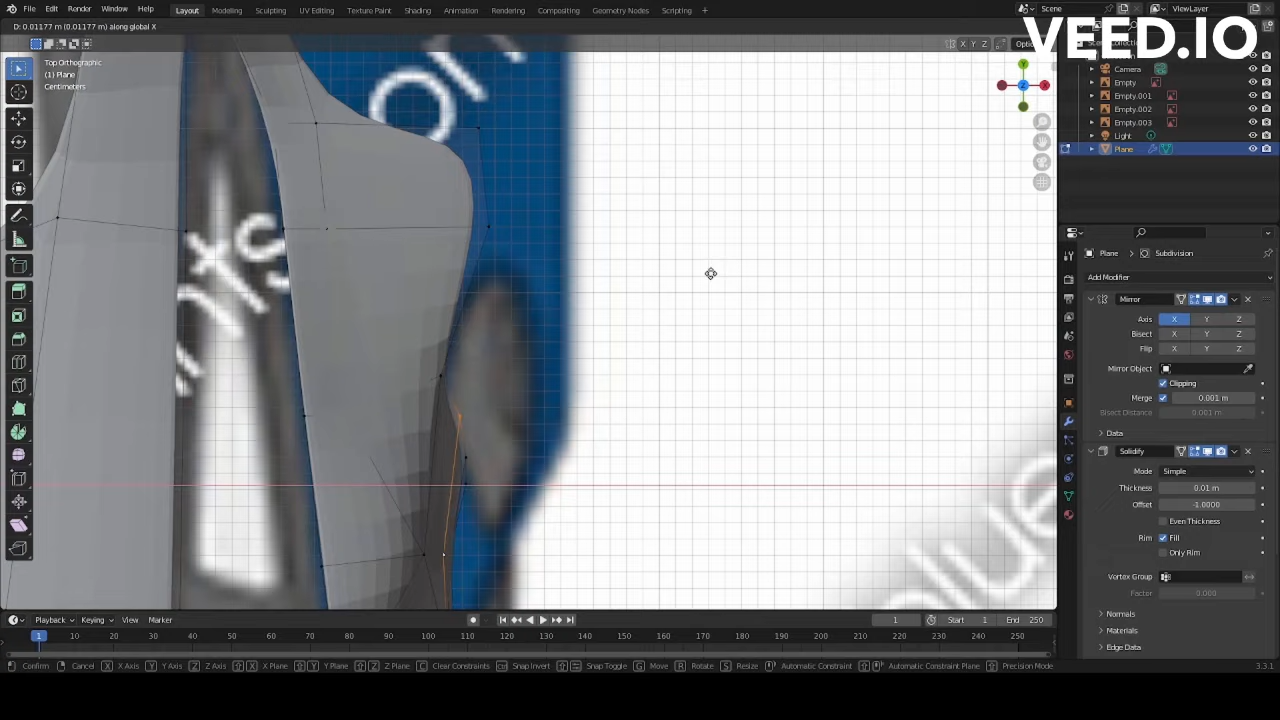 File Edit Render Window Help Layout Modeling Sculpting UV Editing Texture Paint Shading Animation Rendering Compositing Geometry Nodes Scripting + Scene ViewLayer
VEED.IO
D: 0.01177 m (0.01177 m) along global X
X Y Z
Top Orthographic
(1) Plane
Centimeters
Y
X
Z
Camera
Empty
Empty.001
Empty.002
Empty.003
Light
Plane
Plane > Subdivision
Add Modifier
Mirror
Axis X Y Z
Bisect X Y Z
Flip X Y Z
Mirror Object
Clipping
Merge 0.001 m
Bisect Distance 0.001 m
Data
Solidify
Mode Simple
Thickness 0.01 m
Offset -1.0000
Even Thickness
Rim Fill
Only Rim
Vertex Group
Factor 0.000
Normals
Materials
Edge Data
Playback Keying View Marker 1 Start 1 End 250
1 10 20 30 40 50 60 70 80 90 100 110 120 130 140 150 160 170 180 190 200 210 220 230 240 250
Confirm Cancel X X Axis Y Y Axis Z Z Axis X X Plane Y Y Plane Z Z Plane C Clear Constraints Snap Invert Snap Toggle G Move R Rotate S Resize Automatic Constraint Automatic Constraint Plane Precision Mode 3.3.1